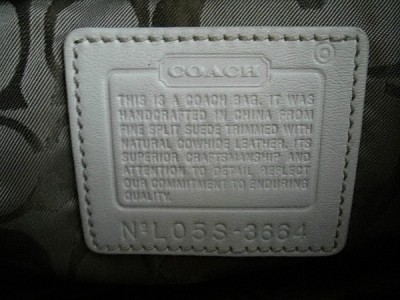 ©
COACH
THIS IS A COACH BAG. IT WAS
HANDCRAFTED IN CHINA FROM
FINE SPLIT SUEDE TRIMMED WITH
NATURAL COWHIDE LEATHER. ITS
SUPERIOR CRAFTSMANSHIP AND
ATTENTION TO DETAIL REFLECT
OUR COMMITMENT TO ENDURING
QUALITY.
Nº L05S-3664